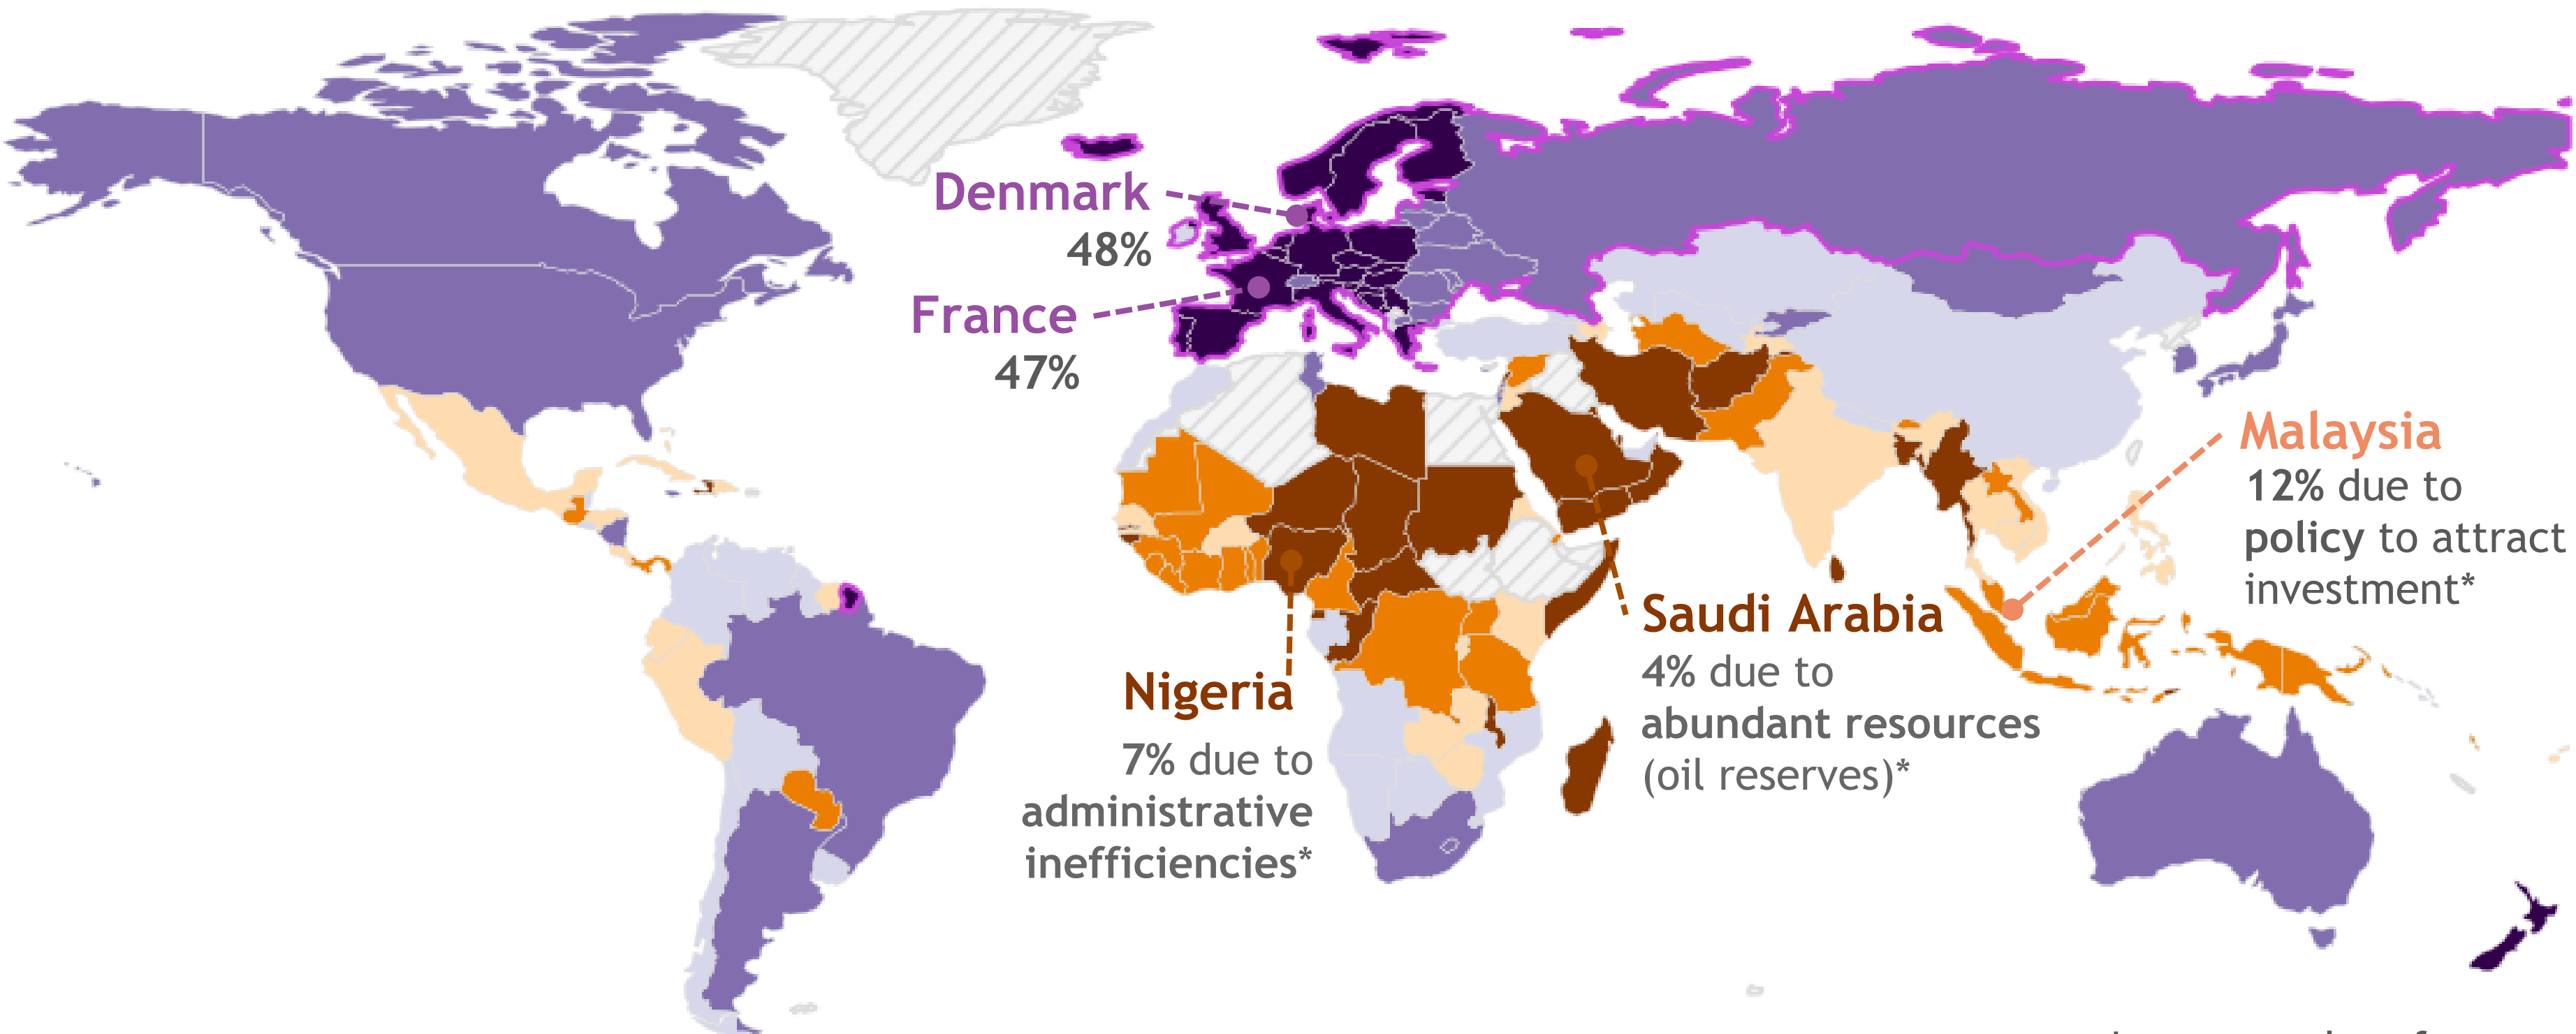 Denmark
48%
France
47%
Malaysia
12% due to
policy to attract
investment*
Saudi Arabia
4% due to
abundant resources
(oil reserves)*
Nigeria
7% due to
administrative
inefficiencies*